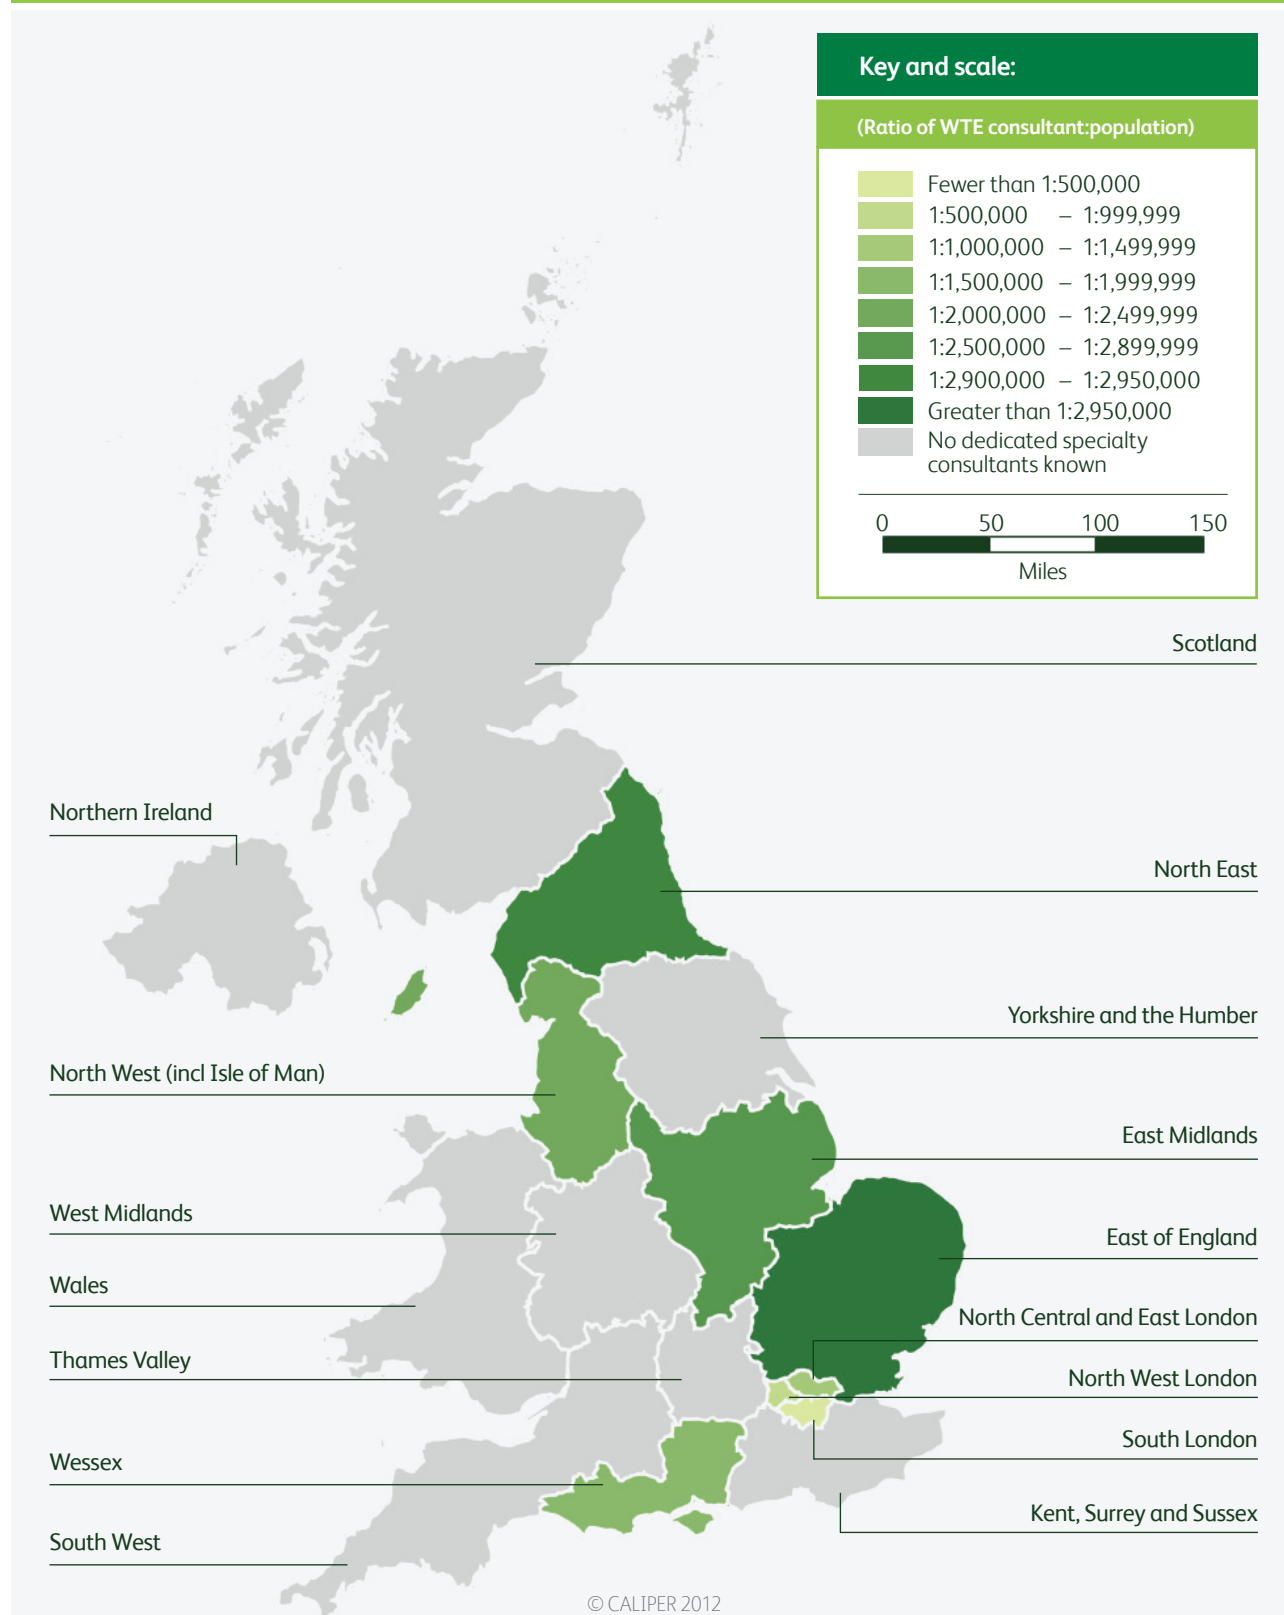 Key and scale:
(Ratio of WTE consultant:population)
Fewer than 1:500,000
1:500,000 – 1:999,999
1:1,000,000 – 1:1,499,999
1:1,500,000 – 1:1,999,999
1:2,000,000 – 1:2,499,999
1:2,500,000 – 1:2,899,999
1:2,900,000 – 1:2,950,000
Greater than 1:2,950,000
No dedicated specialty
consultants known
0 50 100 150
Miles
Scotland
Northern Ireland
North East
Yorkshire and the Humber
North West (incl Isle of Man)
East Midlands
West Midlands
East of England
Wales
North Central and East London
Thames Valley
North West London
South London
Wessex
Kent, Surrey and Sussex
South West
© CALIPER 2012